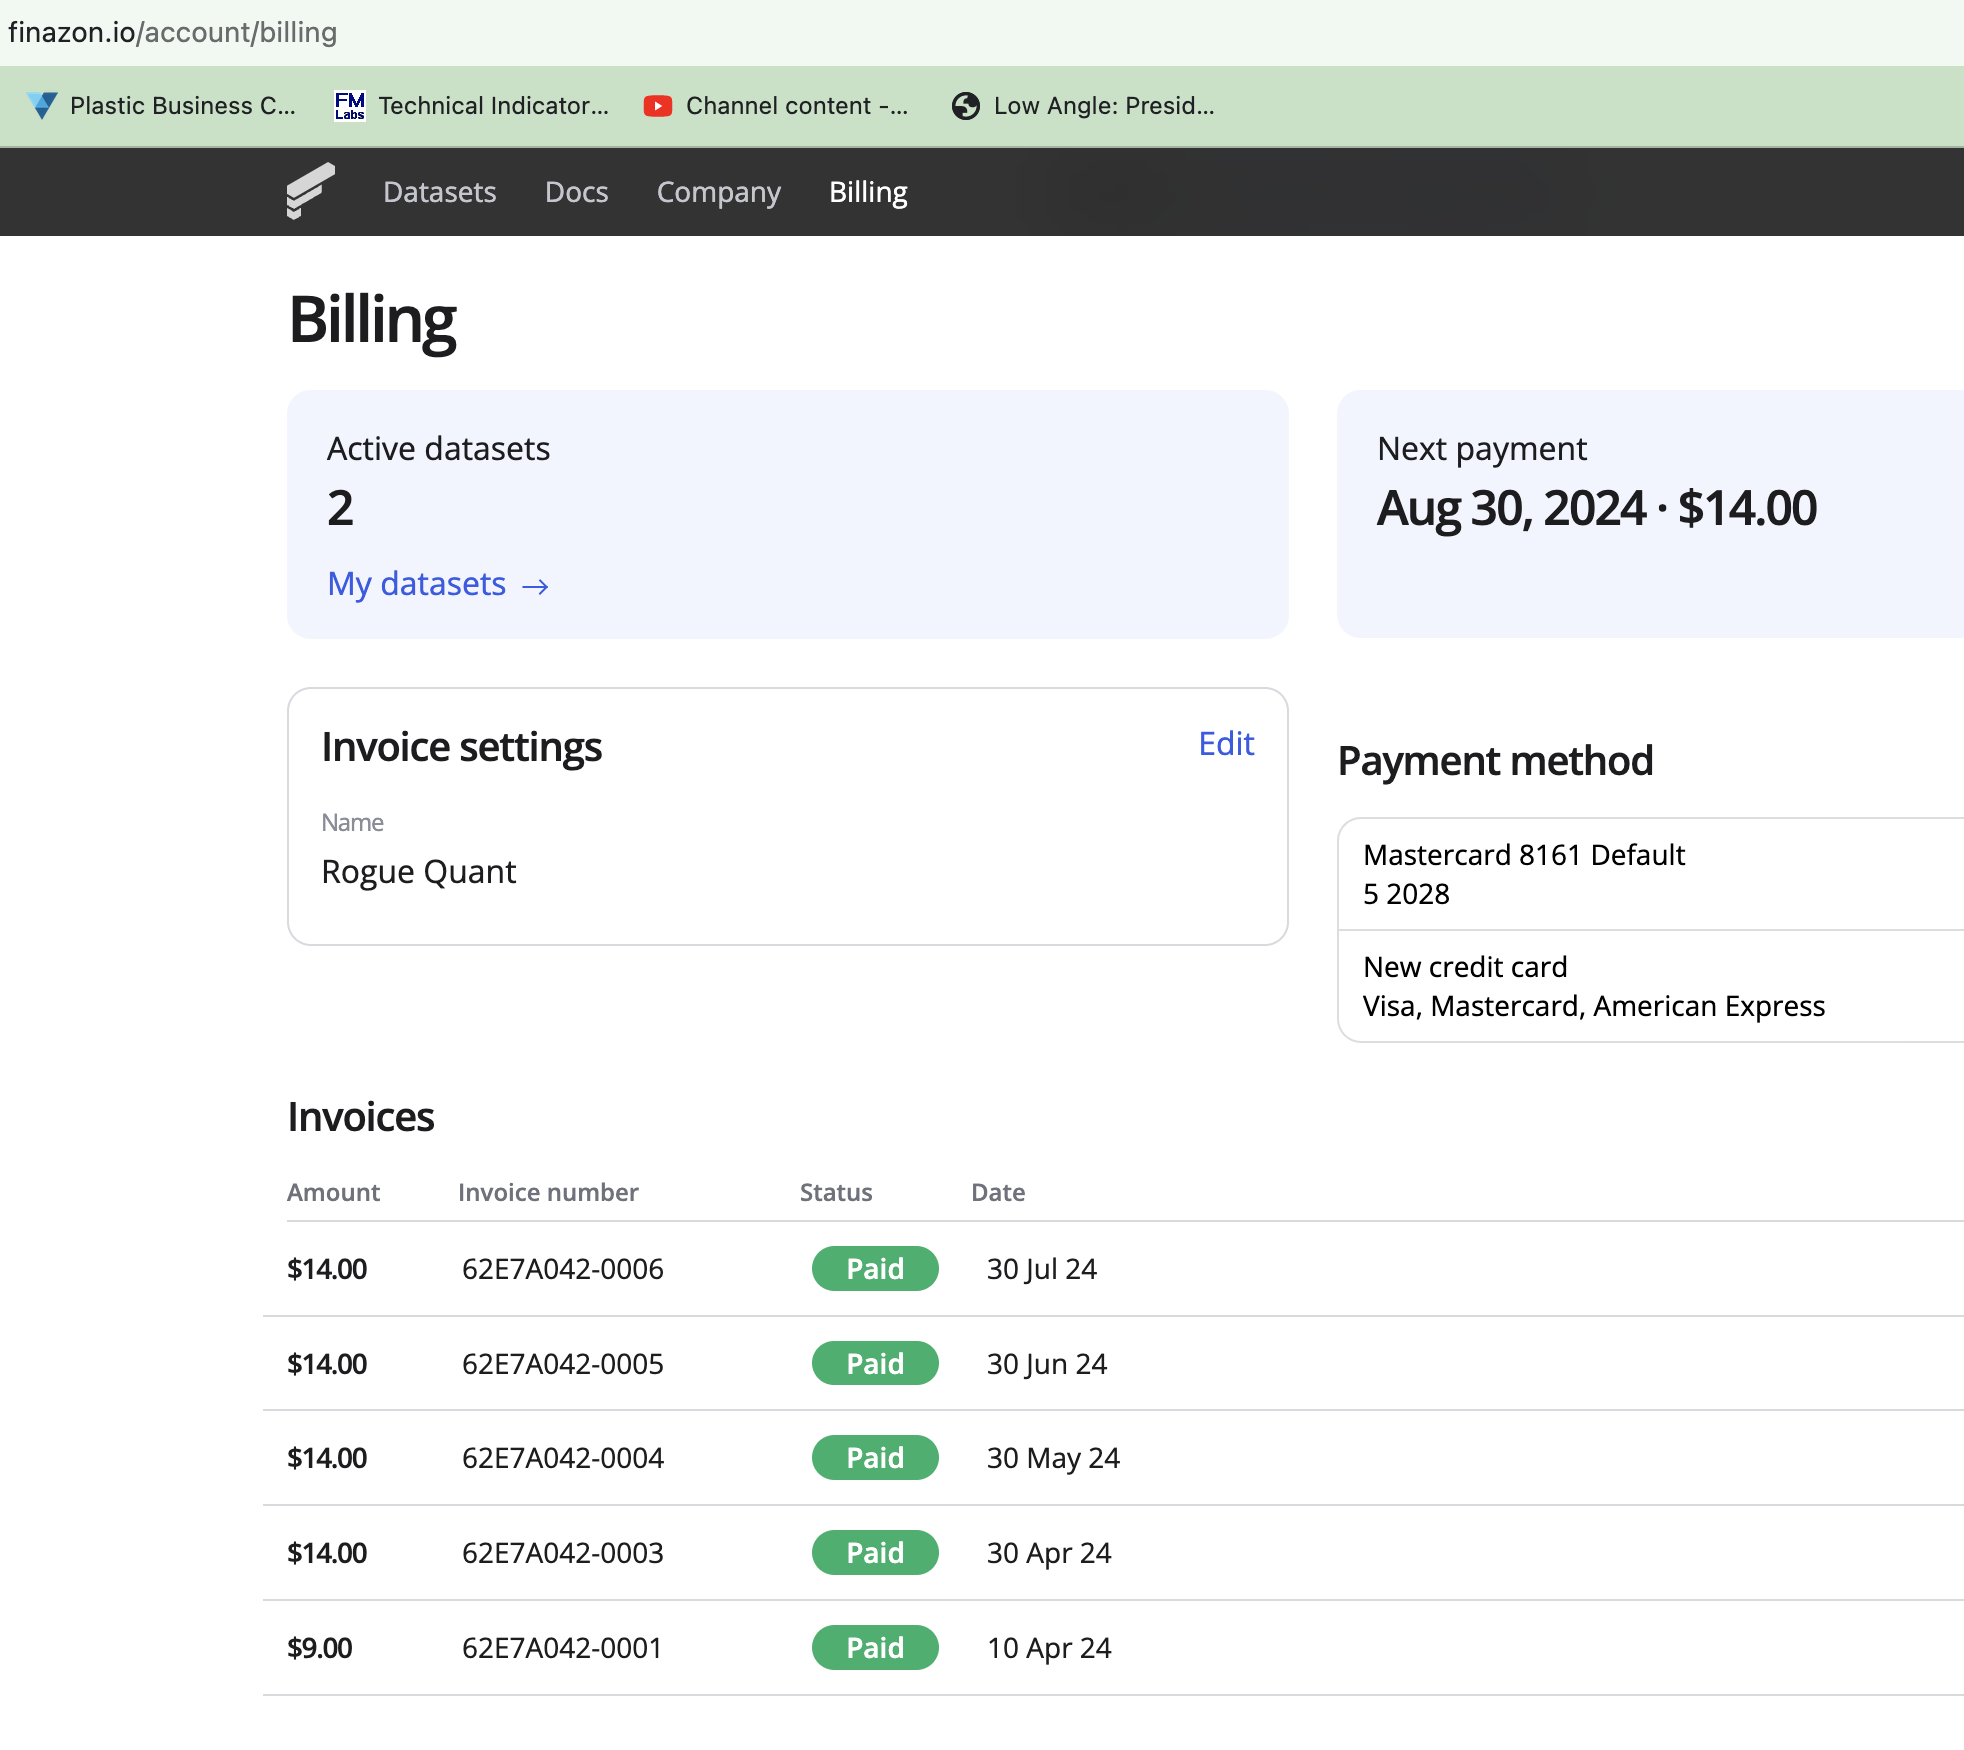 finazon.io/account/billing
Plastic Business C...
FM Labs
Technical Indicator...
Channel content -...
Low Angle: Presid...
Datasets
Docs
Company
Billing
Billing
Active datasets
2
My datasets →
Next payment
Aug 30, 2024 · $14.00
Invoice settings
Edit
Name
Rogue Quant
Payment method
Mastercard 8161 Default
5 2028
New credit card
Visa, Mastercard, American Express
Invoices
Amount Invoice number Status Date
$14.00 62E7A042-0006 Paid 30 Jul 24
$14.00 62E7A042-0005 Paid 30 Jun 24
$14.00 62E7A042-0004 Paid 30 May 24
$14.00 62E7A042-0003 Paid 30 Apr 24
$9.00 62E7A042-0001 Paid 10 Apr 24